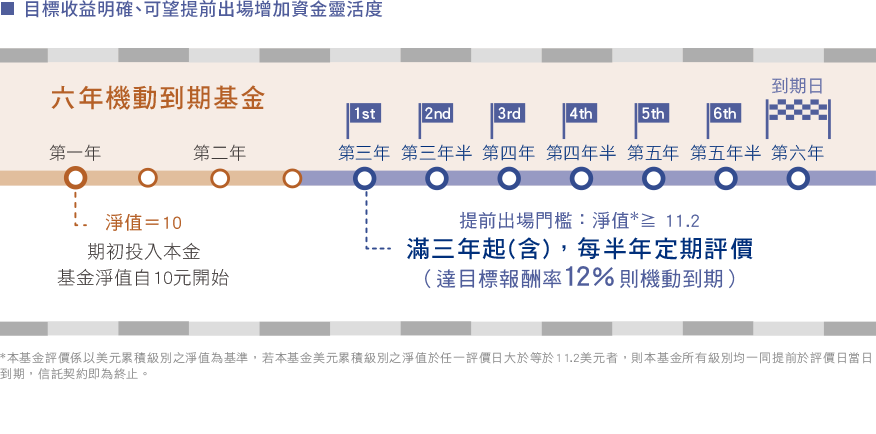 目標收益明確、可望提前出場增加資金靈活度
六年機動到期基金
1st 2nd 3rd 4th 5th 6th 到期日
第一年 第二年 第三年 第三年半 第四年 第四年半 第五年 第五年半 第六年
淨值＝10
期初投入本金
基金淨值自10元開始
提前出場門檻：淨值*≧ 11.2
滿三年起(含)，每半年定期評價
（達目標報酬率12%則機動到期）
*本基金評價係以美元累積級別之淨值為基準，若本基金美元累積級別之淨值於任一評價日大於等於11.2美元者，則本基金所有級別均一同提前於評價日當日
到期，信託契約即為終止。